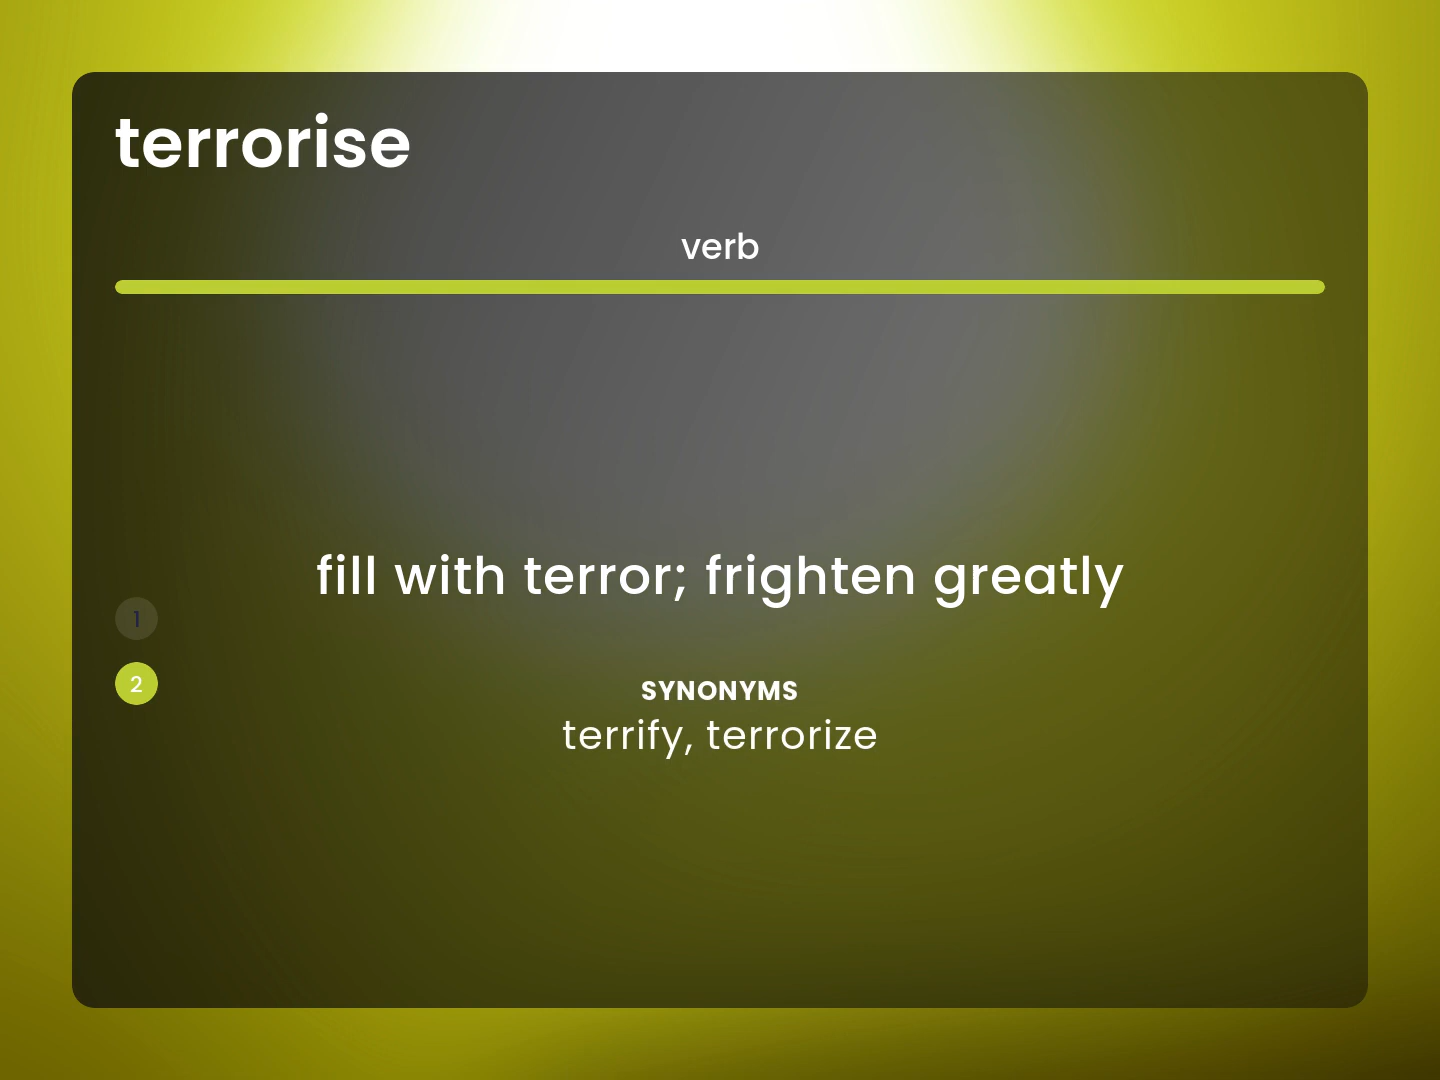 terrorise
verb
fill with terror; frighten greatly
1
2
SYNONYMS
terrify, terrorize